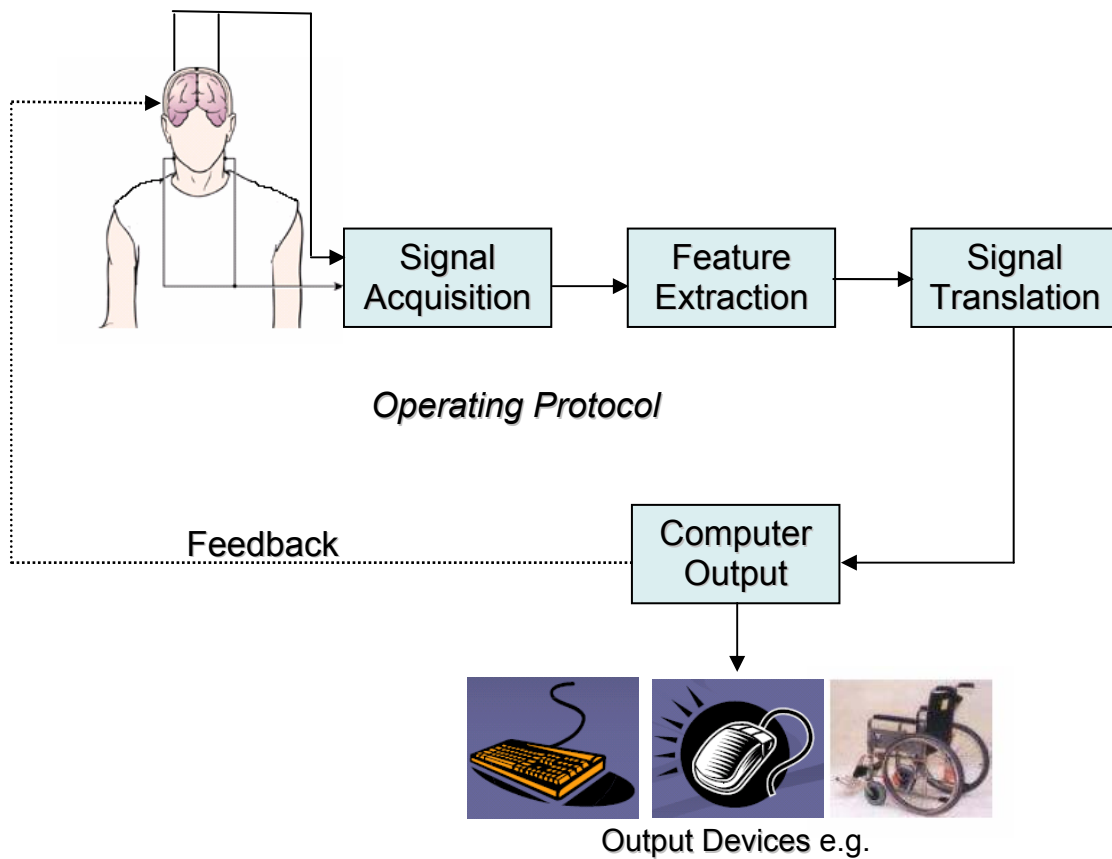 Signal
Acquisition
Feature
Extraction
Signal
Translation
Operating Protocol
Feedback
Computer
Output
Output Devices e.g.